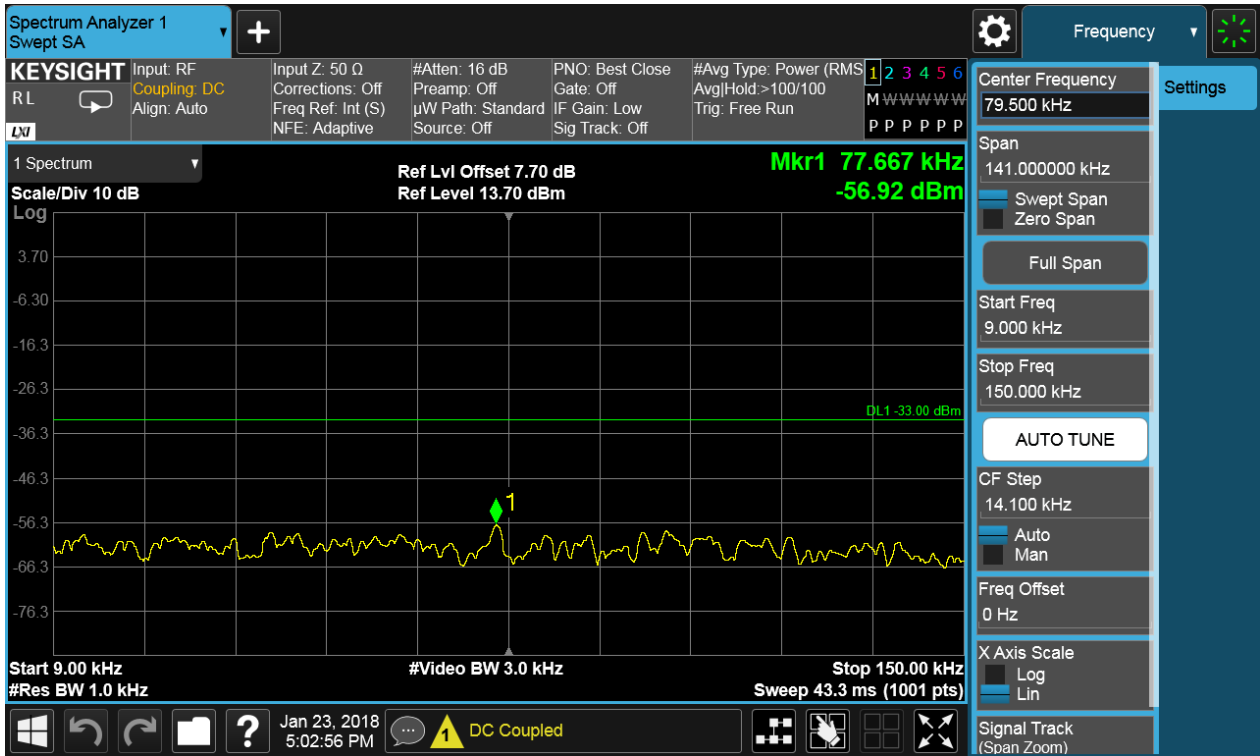 Spectrum Analyzer 1
Swept SA
+
Frequency
KEYSIGHT
R L
LXI
Input: RF
Coupling: DC
Align: Auto
Input Z: 50 Ω
Corrections: Off
Freq Ref: Int (S)
NFE: Adaptive
#Atten: 16 dB
Preamp: Off
µW Path: Standard
Source: Off
PNO: Best Close
Gate: Off
IF Gain: Low
Sig Track: Off
#Avg Type: Power (RMS
Avg|Hold:>100/100
Trig: Free Run
1 2 3 4 5 6
M W W W W W
P P P P P P
1 Spectrum
Scale/Div 10 dB
Log
Ref Lvl Offset 7.70 dB
Ref Level 13.70 dBm
Mkr1 77.667 kHz
-56.92 dBm
3.70
-6.30
-16.3
-26.3
DL1 -33.00 dBm
-36.3
-46.3
1
-56.3
-66.3
-76.3
Start 9.00 kHz
#Res BW 1.0 kHz
#Video BW 3.0 kHz
Stop 150.00 kHz
Sweep 43.3 ms (1001 pts)
Center Frequency
79.500 kHz
Span
141.000000 kHz
Swept Span
Zero Span
Full Span
Start Freq
9.000 kHz
Stop Freq
150.000 kHz
AUTO TUNE
CF Step
14.100 kHz
Auto
Man
Freq Offset
0 Hz
X Axis Scale
Log
Lin
Signal Track
(Span Zoom)
Settings
?
Jan 23, 2018
5:02:56 PM
1
DC Coupled